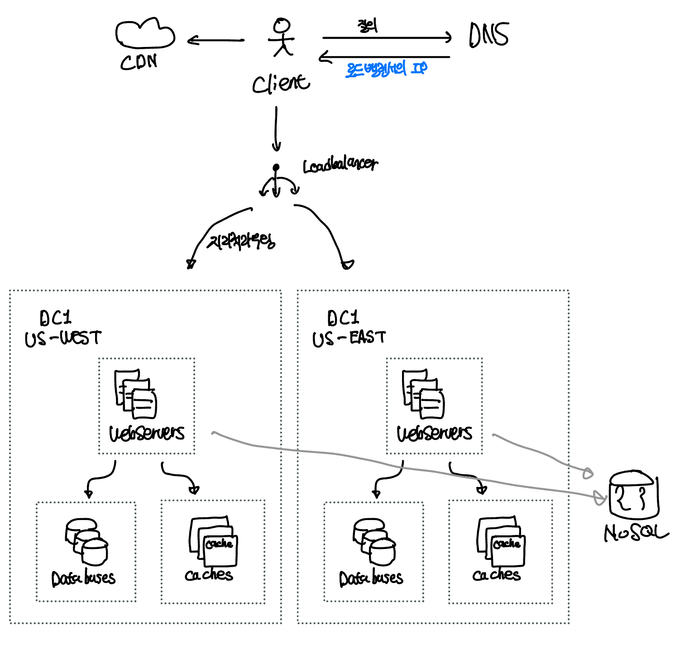 질의
DNS
CDN
로드밸런서의 IP
Client
Loadbalancer
지리적라우팅
DC1
US-WEST
DC1
US-EAST
WebServers
WebServers
cache
cache
{ }
NoSQL
Databases
Caches
Databases
Caches